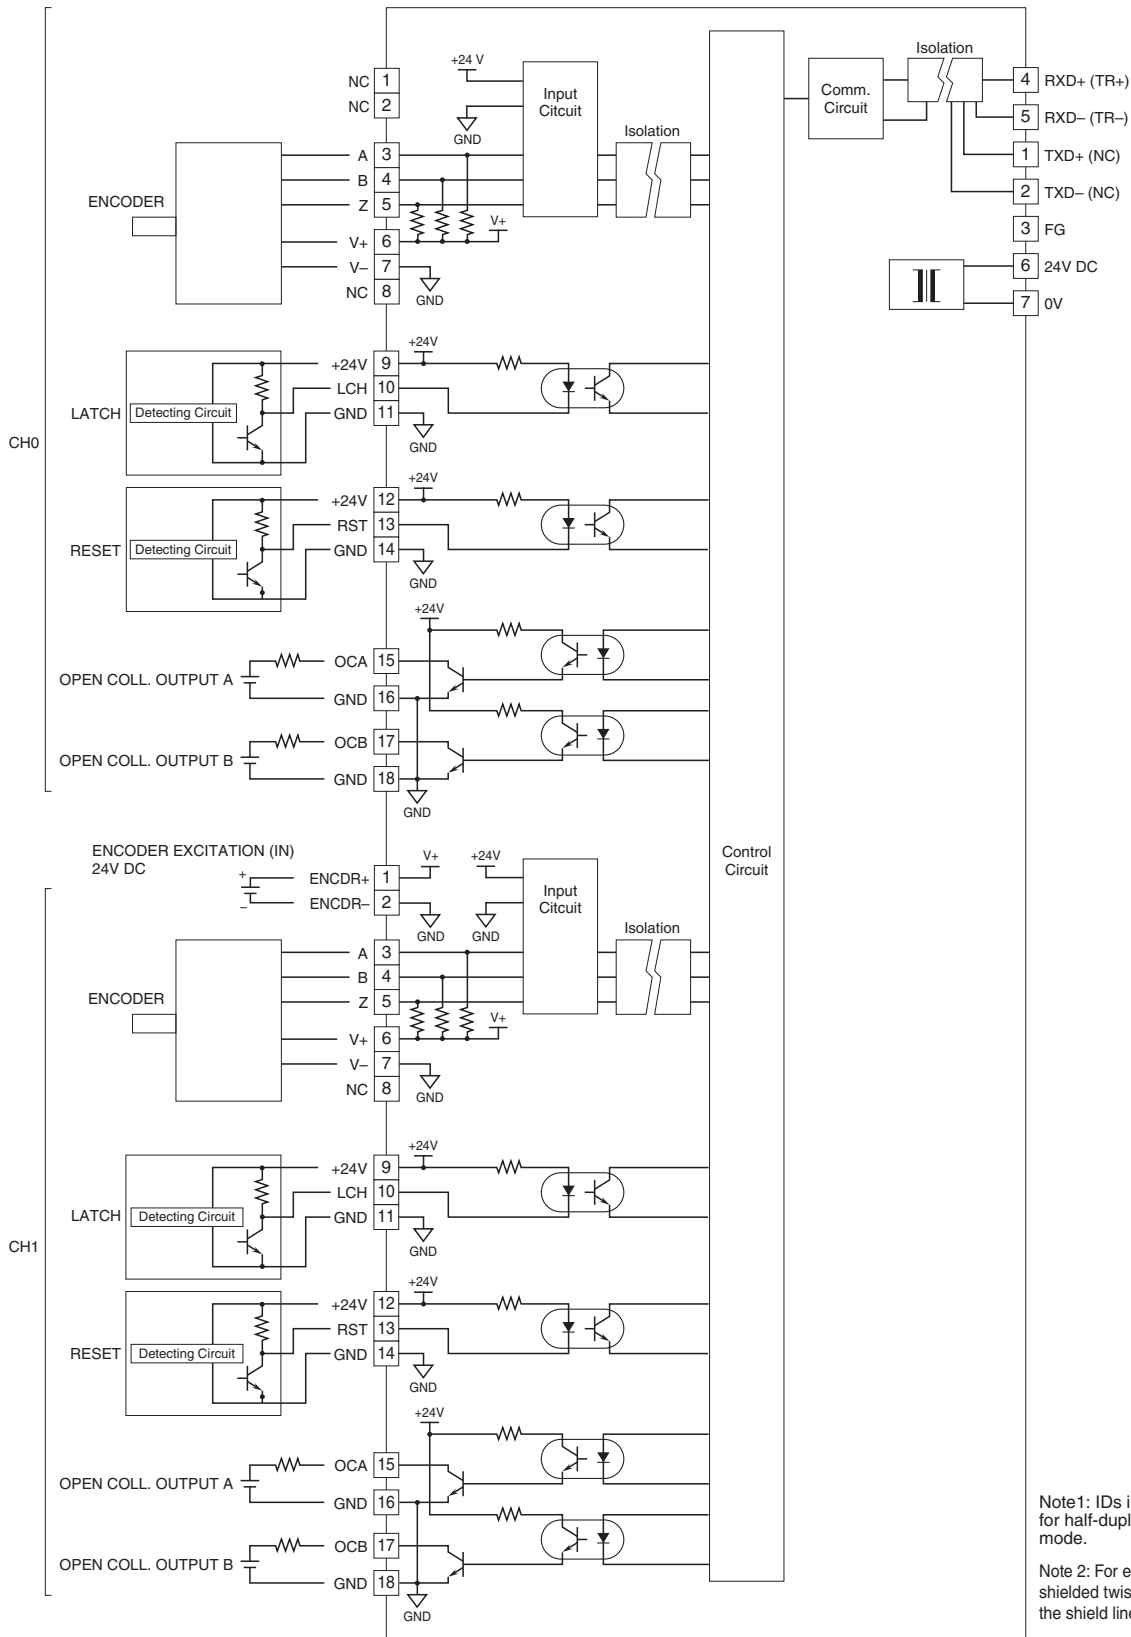 +24 V
NC 1
NC 2
GND
Input
Citcuit
Isolation
A 3
B 4
Z 5
ENCODER
V+
V+ 6
V– 7
NC 8
GND
Isolation
Comm.
Circuit
4 RXD+ (TR+)
5 RXD– (TR–)
1 TXD+ (NC)
2 TXD– (NC)
3 FG
6 24V DC
7 0V
CH0
LATCH
Detecting Circuit
+24V 9
LCH 10
GND 11
+24V
GND
RESET
Detecting Circuit
+24V 12
RST 13
GND 14
+24V
GND
+24V
OPEN COLL. OUTPUT A
OCA 15
GND 16
OPEN COLL. OUTPUT B
OCB 17
GND 18
GND
Control
Circuit
ENCODER EXCITATION (IN)
24V DC
+
–
ENCDR+ 1
ENCDR– 2
V+
+24V
GND
GND
Input
Citcuit
Isolation
A 3
B 4
Z 5
ENCODER
V+
V+ 6
V– 7
NC 8
GND
CH1
LATCH
Detecting Circuit
+24V 9
LCH 10
GND 11
+24V
GND
RESET
Detecting Circuit
+24V 12
RST 13
GND 14
+24V
GND
+24V
OPEN COLL. OUTPUT A
OCA 15
GND 16
OPEN COLL. OUTPUT B
OCB 17
GND 18
GND
Note1: IDs i
for half-dupl
mode.
Note 2: For e
shielded twis
the shield line